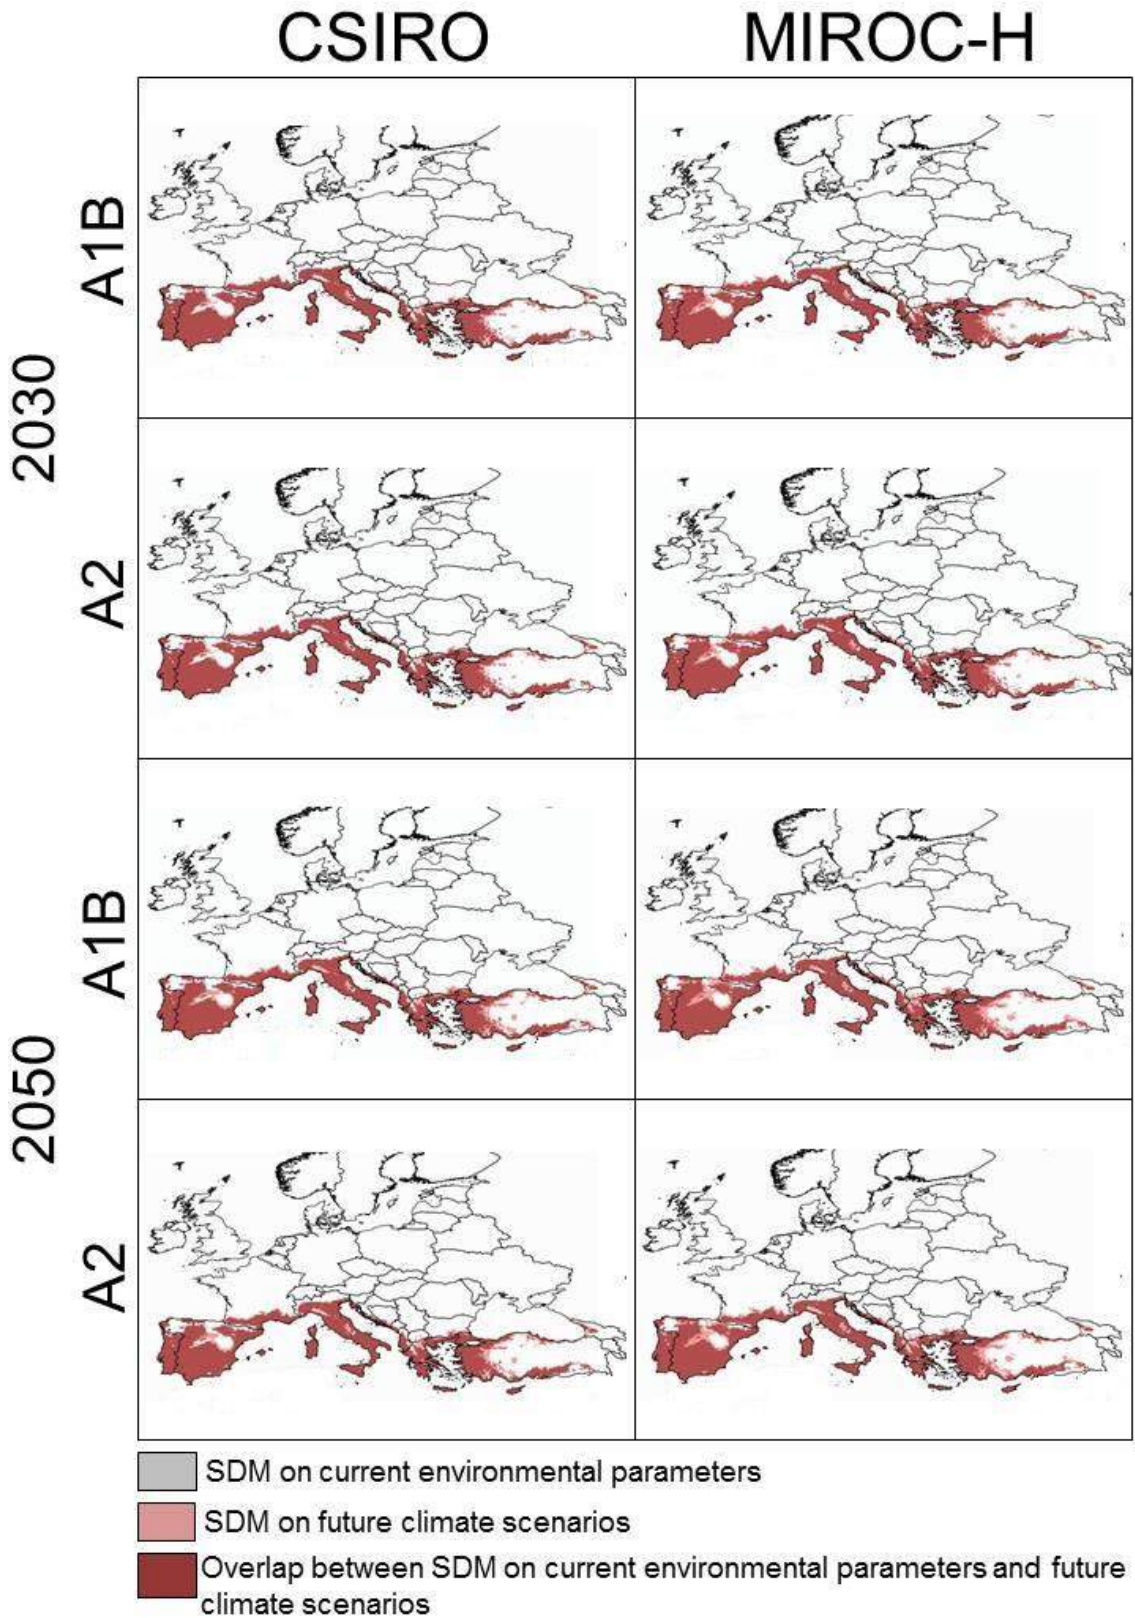 CSIRO
MIROC-H
2030
A1B
A2
2050
A1B
A2
SDM on current environmental parameters
SDM on future climate scenarios
Overlap between SDM on current environmental parameters and future
climate scenarios